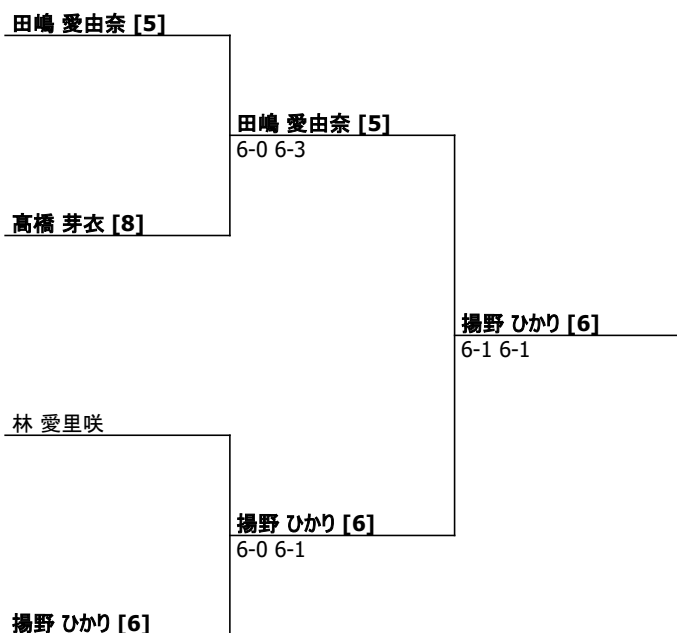 田嶋 愛由奈 [5]
田嶋 愛由奈 [5]
6-0 6-3
髙橋 芽衣 [8]
揚野 ひかり [6]
6-1 6-1
林 愛里咲
揚野 ひかり [6]
6-0 6-1
揚野 ひかり [6]